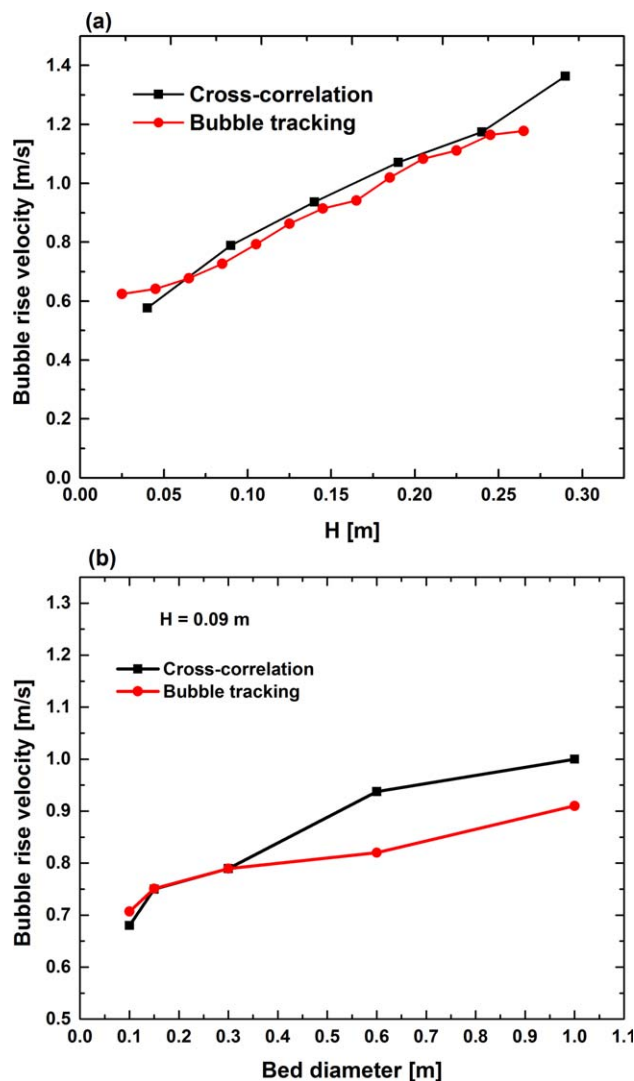 (a)
1.4
1.2
1.0
0.8
0.6
0.4
0.2
0.0
Bubble rise velocity [m/s]
Cross-correlation
Bubble tracking
0.00 0.05 0.10 0.15 0.20 0.25 0.30
H [m]
(b)
1.3
1.2
1.1
1.0
0.9
0.8
0.7
0.6
0.5
Bubble rise velocity [m/s]
H = 0.09 m
Cross-correlation
Bubble tracking
0.0 0.1 0.2 0.3 0.4 0.5 0.6 0.7 0.8 0.9 1.0 1.1
Bed diameter [m]